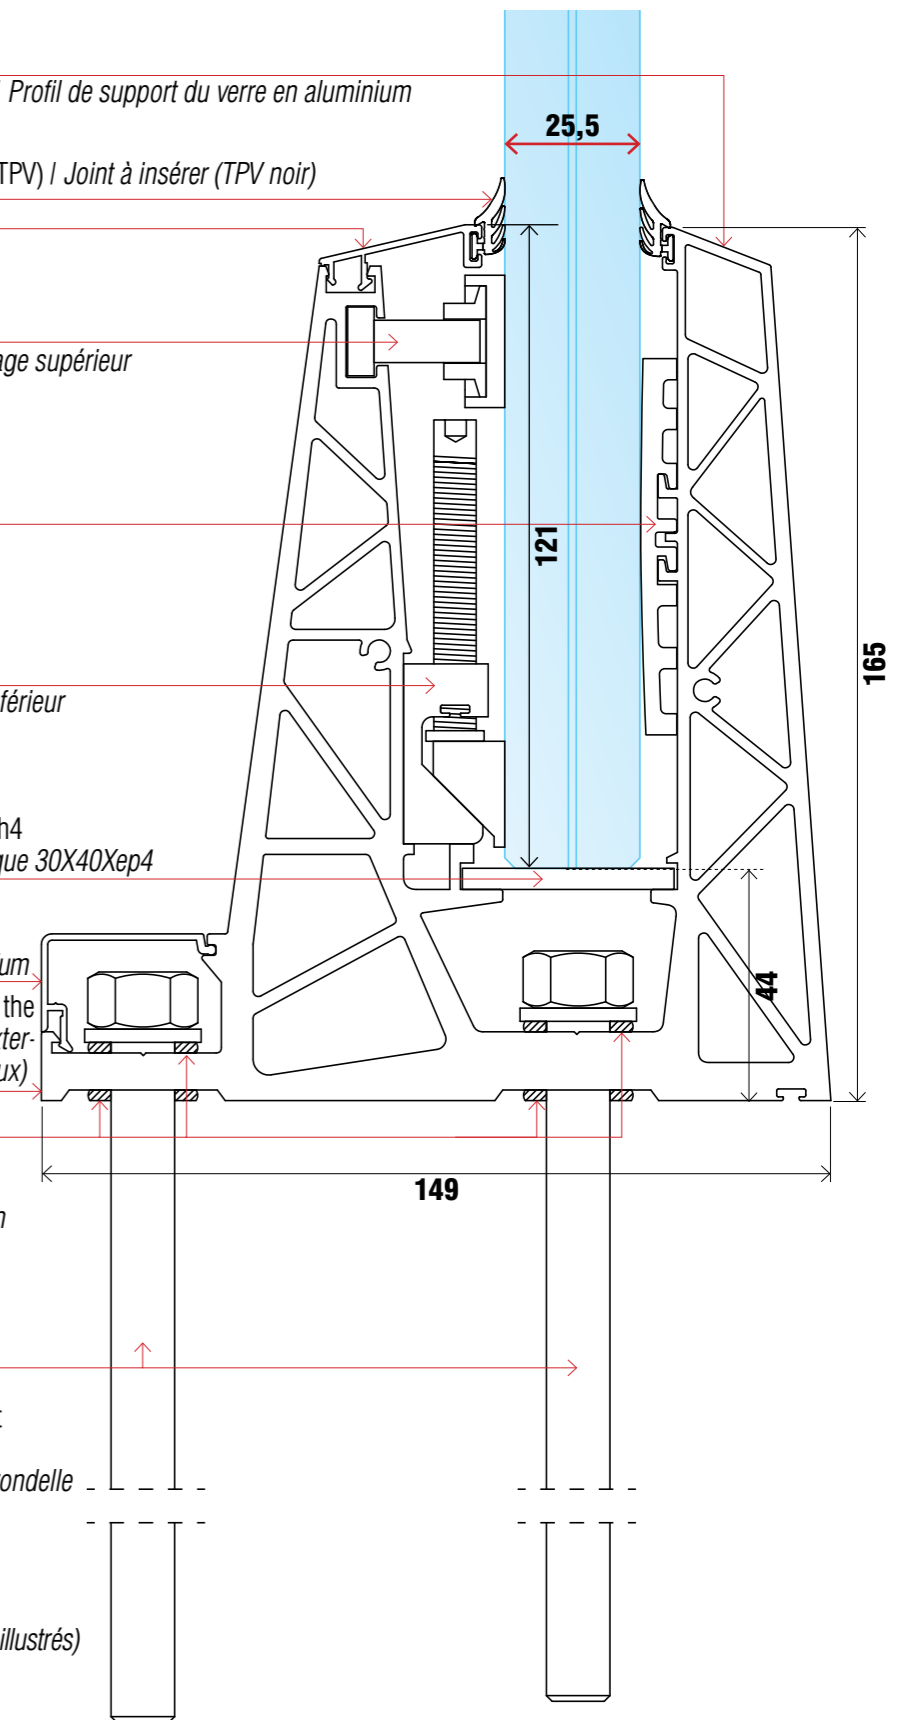 Profil de support du verre en aluminium
25,5
TPV) / Joint à insérer (TPV noir)
age supérieur
121
165
férieur
h4
que 30X40Xep4
um
the
xter-
ux)
44
149
n
ondelle
illustrés)